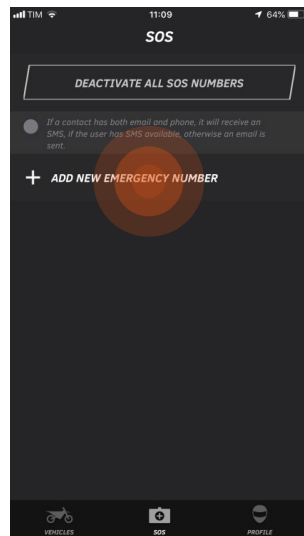 TIM 11:09 64%
SOS
DEACTIVATE ALL SOS NUMBERS
If a contact has both email and phone, it will receive an
SMS, if the user has SMS available, otherwise an email is
sent.
+ ADD NEW EMERGENCY NUMBER
VEHICLES SOS PROFILE